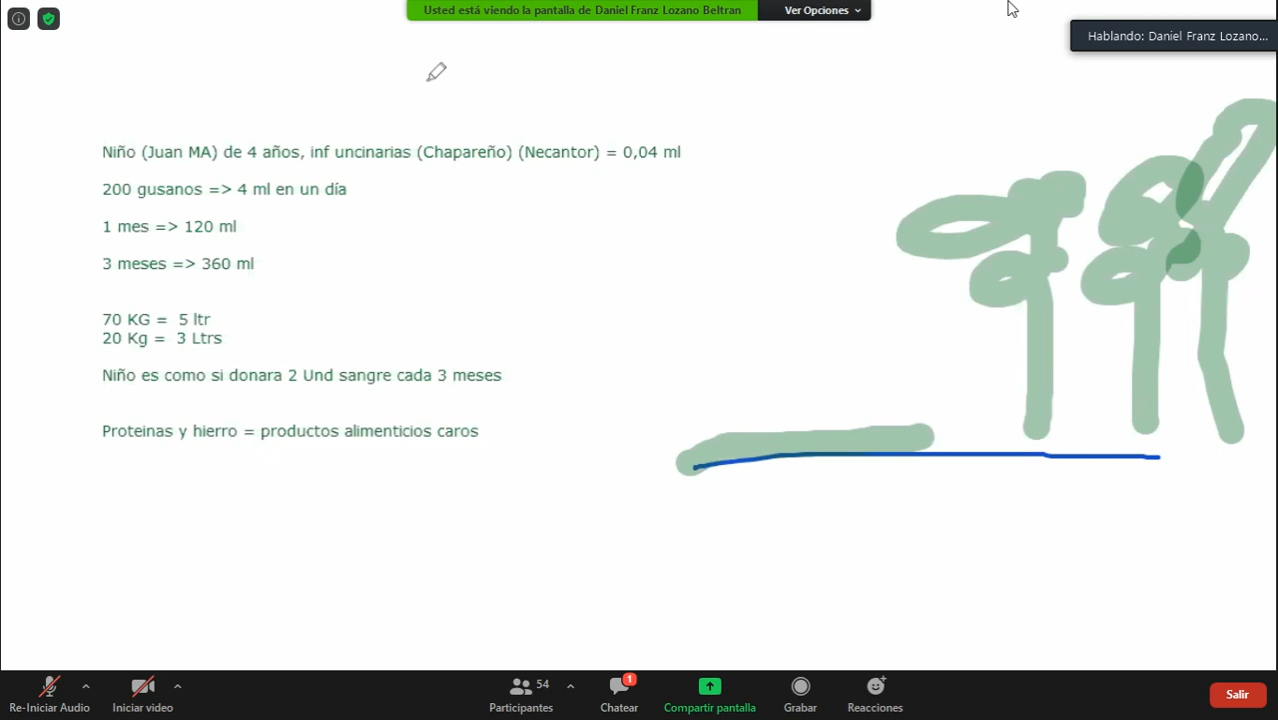 Usted está viendo la pantalla de Daniel Franz Lozano Beltran
Ver Opciones
Hablando: Daniel Franz Lozano...
Niño (Juan MA) de 4 años, inf uncinarias (Chapareño) (Necantor) = 0,04 ml
200 gusanos => 4 ml en un día
1 mes => 120 ml
3 meses => 360 ml
70 KG = 5 ltr
20 Kg = 3 Ltrs
Niño es como si donara 2 Und sangre cada 3 meses
Proteinas y hierro = productos alimenticios caros
54
1
Re-Iniciar Audio
Iniciar video
Participantes
Chatear
Compartir pantalla
Grabar
Reacciones
Salir